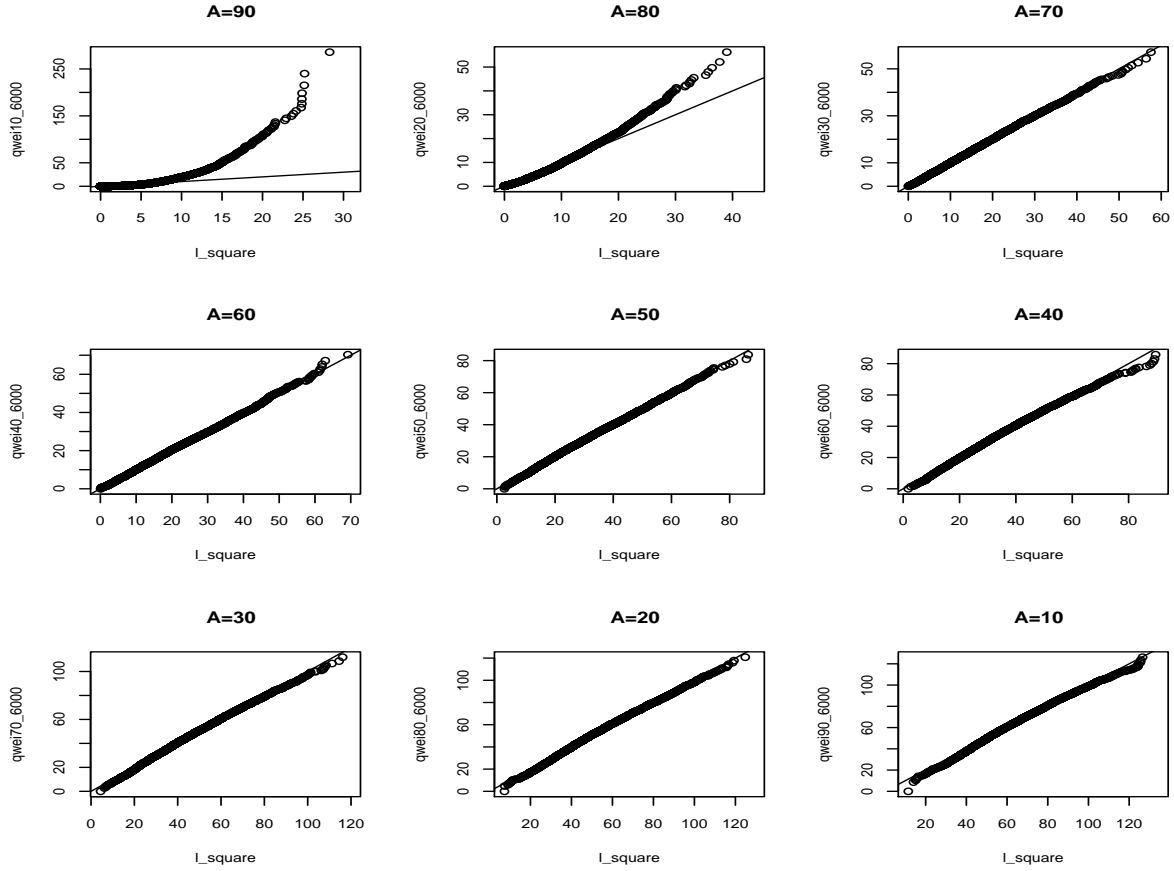 A=90
qwei10_6000
250
150
50
0
0 5 10 15 20 25 30
l_square
A=80
qwei20_6000
50
30
10
0
0 10 20 30 40
l_square
A=70
qwei30_6000
50
30
10
0
0 10 20 30 40 50 60
l_square
A=60
qwei40_6000
60
40
20
0
0 10 20 30 40 50 60 70
l_square
A=50
qwei50_6000
80
60
40
20
0
0 20 40 60 80
l_square
A=40
qwei60_6000
80
60
40
20
0
0 20 40 60 80
l_square
A=30
qwei70_6000
100
60
20
0
0 20 40 60 80 100 120
l_square
A=20
qwei80_6000
100
60
20
0
20 40 60 80 100 120
l_square
A=10
qwei90_6000
100
60
20
0
20 40 60 80 100 120
l_square